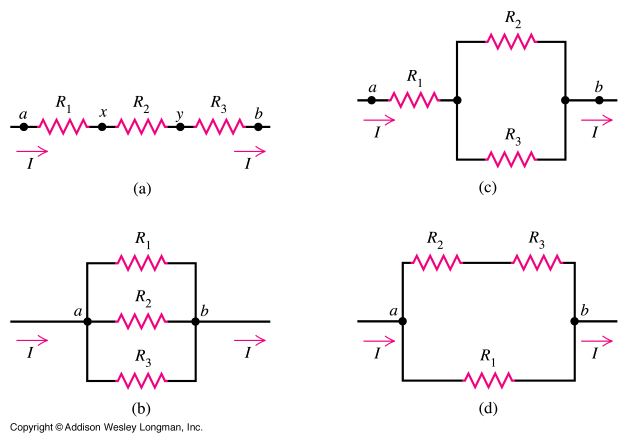 a R₁ x R₂ y R₃ b
I I
(a)
R₂
a R₁ b
I I
R₃
(c)
R₁
a R₂ b
I I
R₃
(b)
R₂ R₃
a b
I I
R₁
(d)
Copyright © Addison Wesley Longman, Inc.